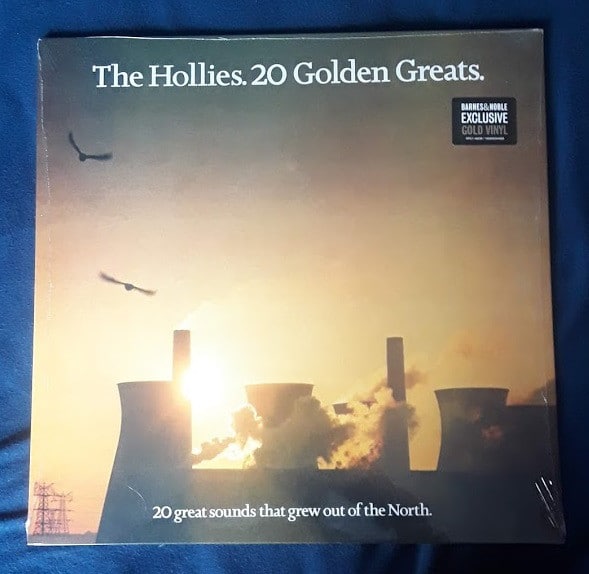 The Hollies. 20 Golden Greats.
BARNES&NOBLE
EXCLUSIVE
GOLD VINYL
20 great sounds that grew out of the North.